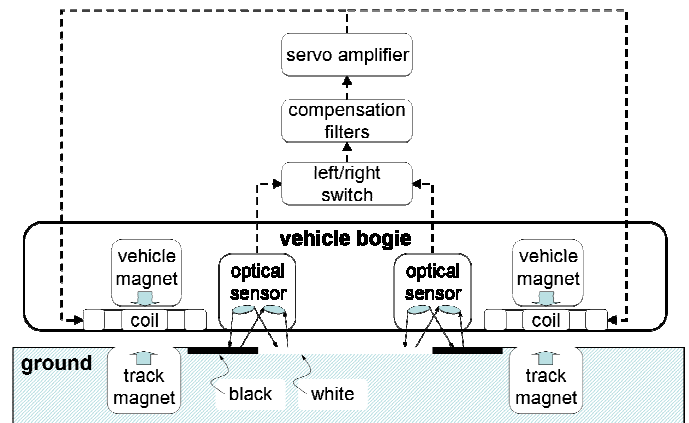 servo amplifier
compensation
filters
left/right
switch
vehicle bogie
vehicle
magnet
optical
sensor
optical
sensor
vehicle
magnet
coil
coil
ground
track
magnet
black
white
track
magnet